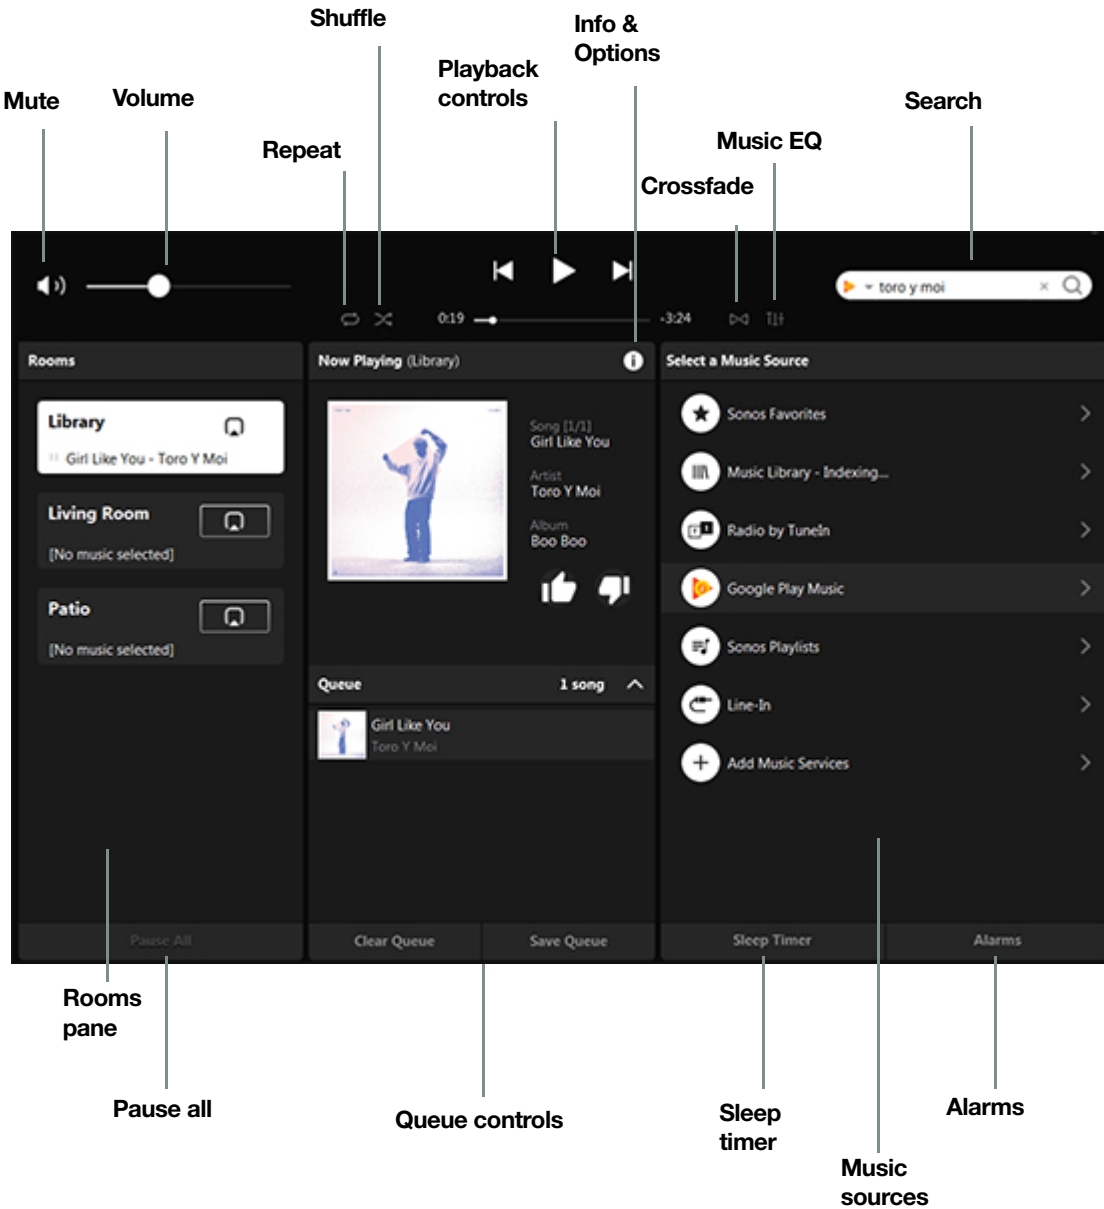 Shuffle
Info &
Options
Playback
controls
Mute
Volume
Search
Repeat
Music EQ
Crossfade
toro y moi
0:19
-3:24
Rooms
Now Playing (Library)
Select a Music Source
Library
Girl Like You - Toro Y Moi
Living Room
[No music selected]
Patio
[No music selected]
Song [1/1]
Girl Like You
Artist
Toro Y Moi
Album
Boo Boo
Queue
1 song
Girl Like You
Toro Y Moi
Sonos Favorites
Music Library - Indexing...
Radio by TuneIn
Google Play Music
Sonos Playlists
Line-In
Add Music Services
Pause All
Clear Queue
Save Queue
Sleep Timer
Alarms
Rooms
pane
Pause all
Queue controls
Sleep
timer
Alarms
Music
sources